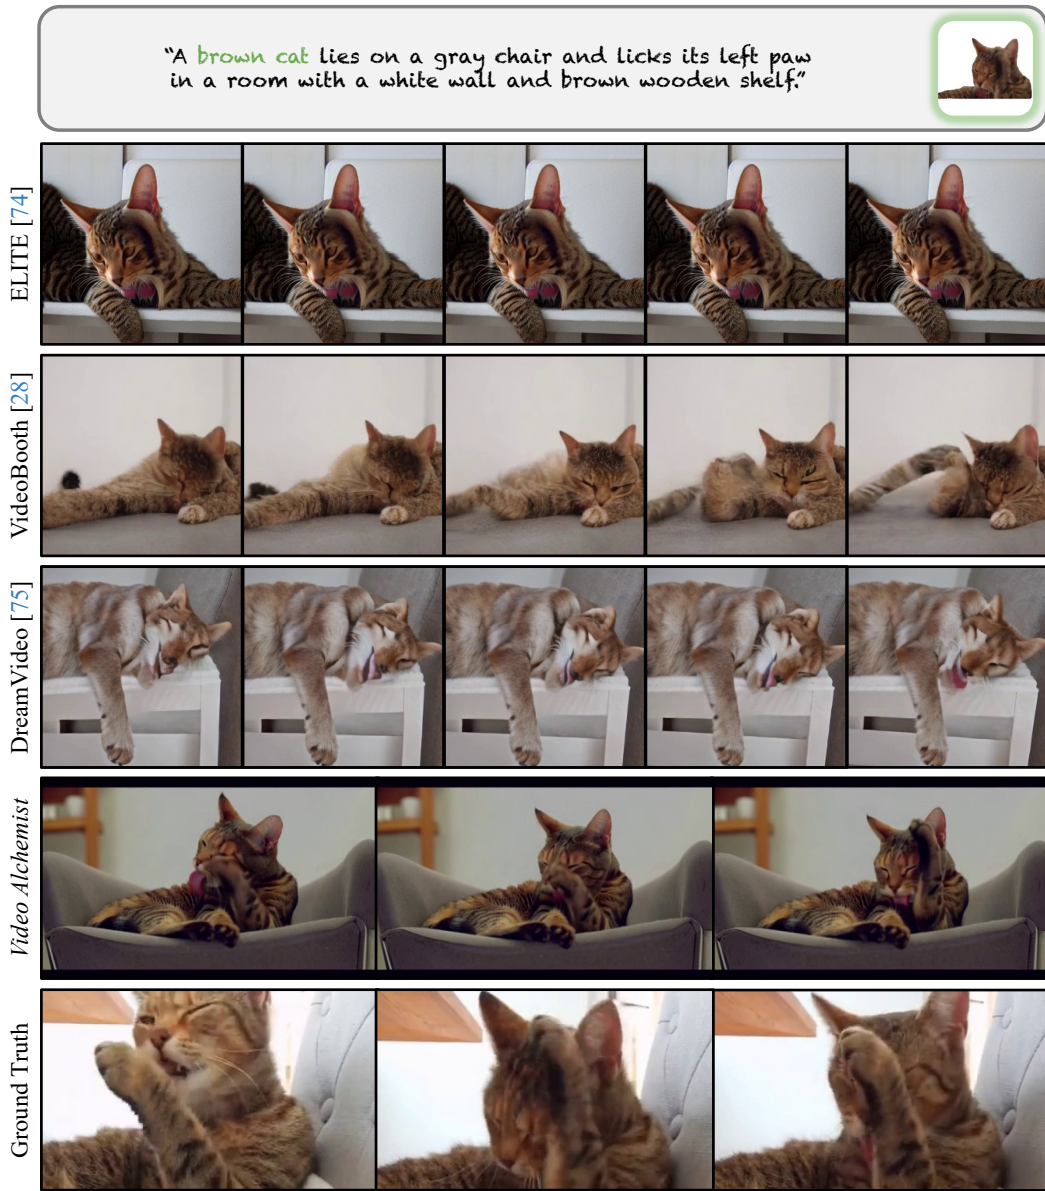 “A brown cat lies on a gray chair and licks its left paw
in a room with a white wall and brown wooden shelf.”
ELITE [74]
VideoBooth [28]
DreamVideo [75]
Video Alchemist
Ground Truth